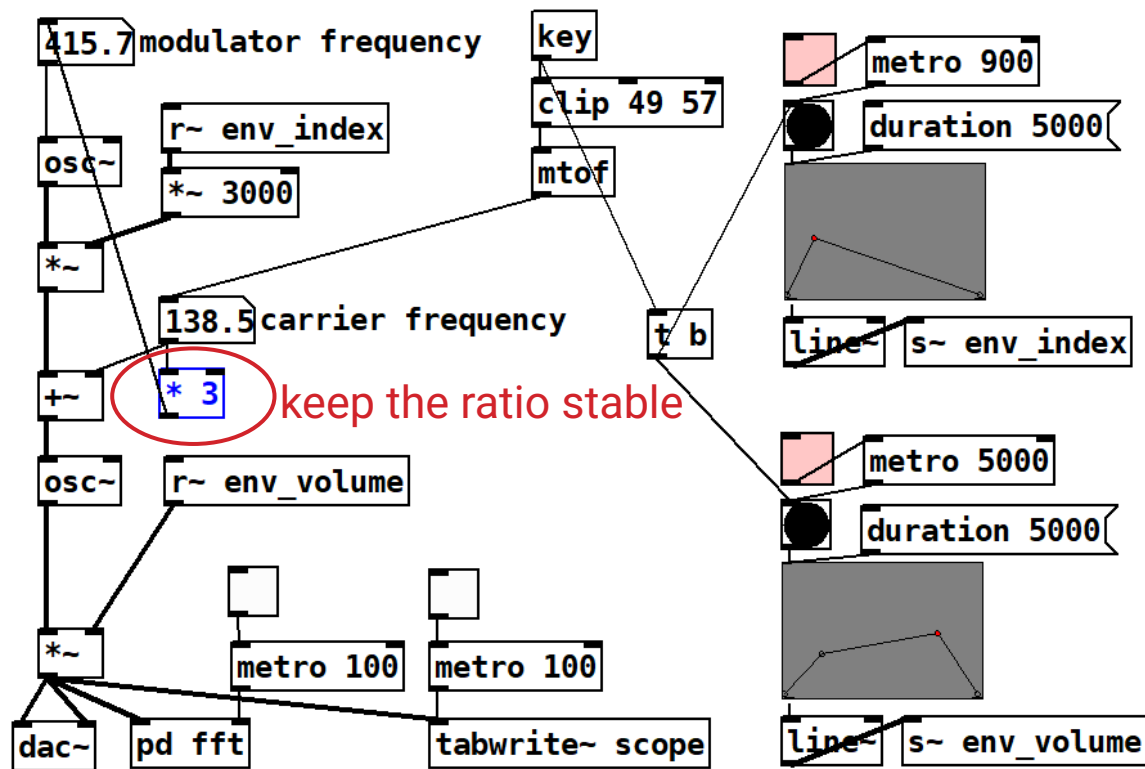 415.7 modulator frequency
r~ env_index
osc~
*~ 3000
*~
138.5 carrier frequency
+~
* 3
keep the ratio stable
osc~
r~ env_volume
*~
metro 100
metro 100
dac~
pd fft
tabwrite~ scope
key
clip 49 57
mtof
t b
metro 900
duration 5000
line~
s~ env_index
metro 5000
duration 5000
line~
s~ env_volume